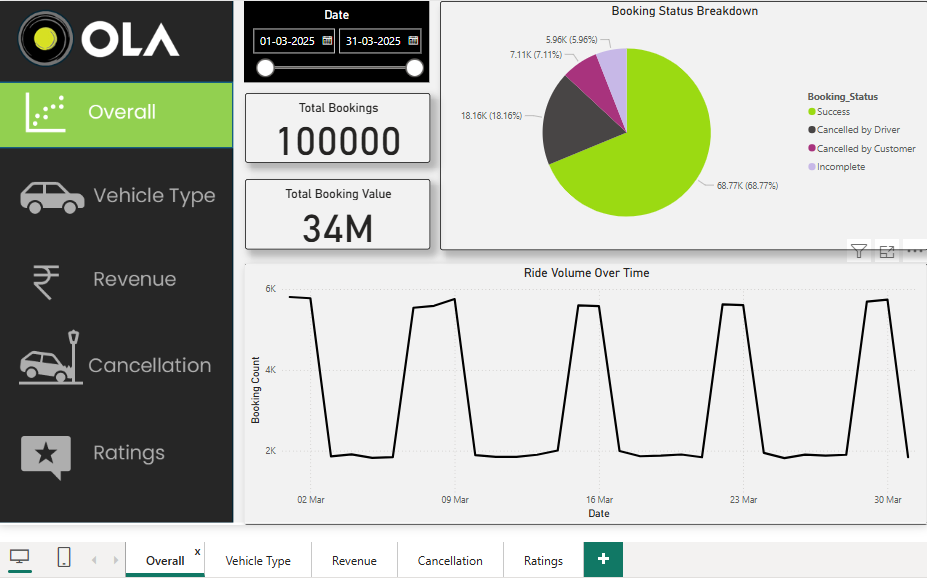 OLA
Overall
Vehicle Type
Revenue
Cancellation
Ratings
Date
01-03-2025 31-03-2025
Total Bookings
100000
Total Booking Value
34M
Booking Status Breakdown
5.96K (5.96%)
7.11K (7.11%)
18.16K (18.16%)
68.77K (68.77%)
Booking_Status
Success
Cancelled by Driver
Cancelled by Customer
Incomplete
Ride Volume Over Time
6K
4K
2K
Booking Count
02 Mar 09 Mar 16 Mar 23 Mar 30 Mar
Date
Overall x Vehicle Type Revenue Cancellation Ratings +